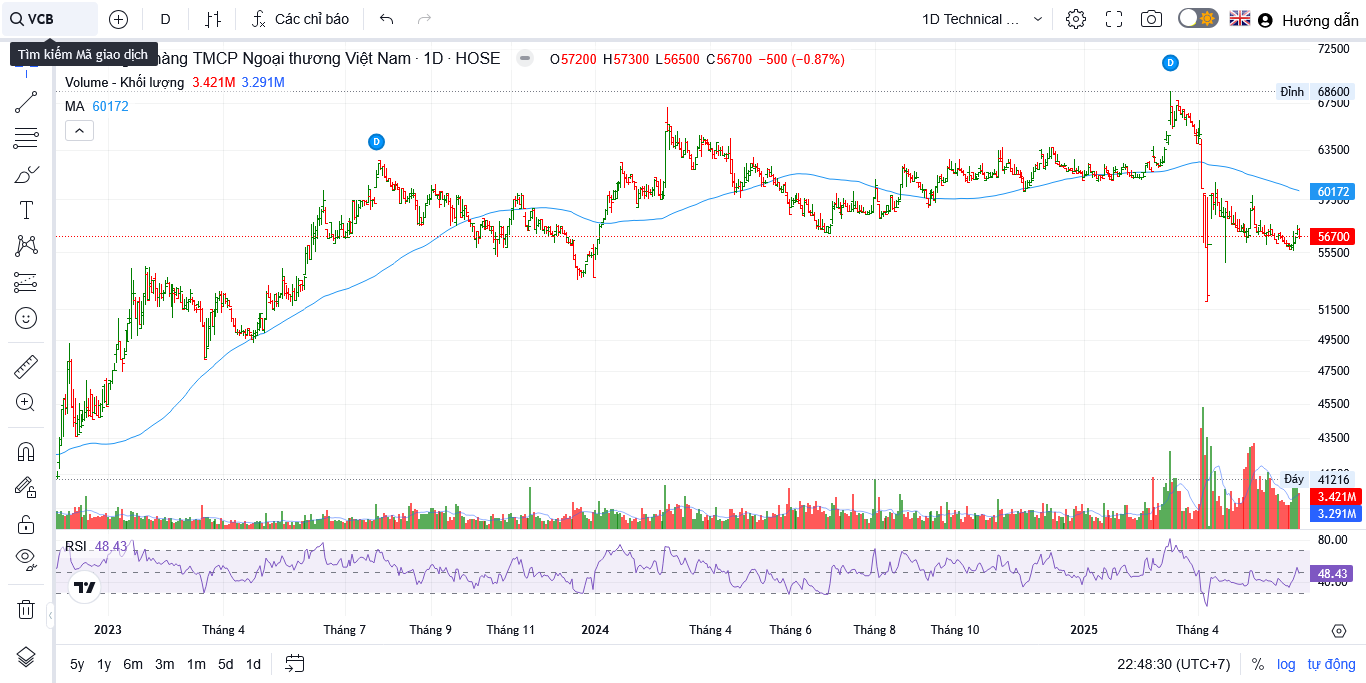 VCB
D
Các chỉ báo
1D Technical ...
Hướng dẫn
Tìm kiếm Mã giao dịch
hàng TMCP Ngoại thương Việt Nam · 1D · HOSE
O57200 H57300 L56500 C56700 −500 (−0.87%)
Volume - Khối lượng 3.421M 3.291M
MA 60172
D
D
72500
Đỉnh 68600
67500
63500
60172
56700
55500
51500
49500
47500
45500
43500
Đáy 41216
3.421M
3.291M
RSI 48.43
80.00
48.43
40.00
2023 Tháng 4 Tháng 7 Tháng 9 Tháng 11 2024 Tháng 4 Tháng 6 Tháng 8 Tháng 10 2025 Tháng 4
5y 1y 6m 3m 1m 5d 1d
22:48:30 (UTC+7) % log tự động